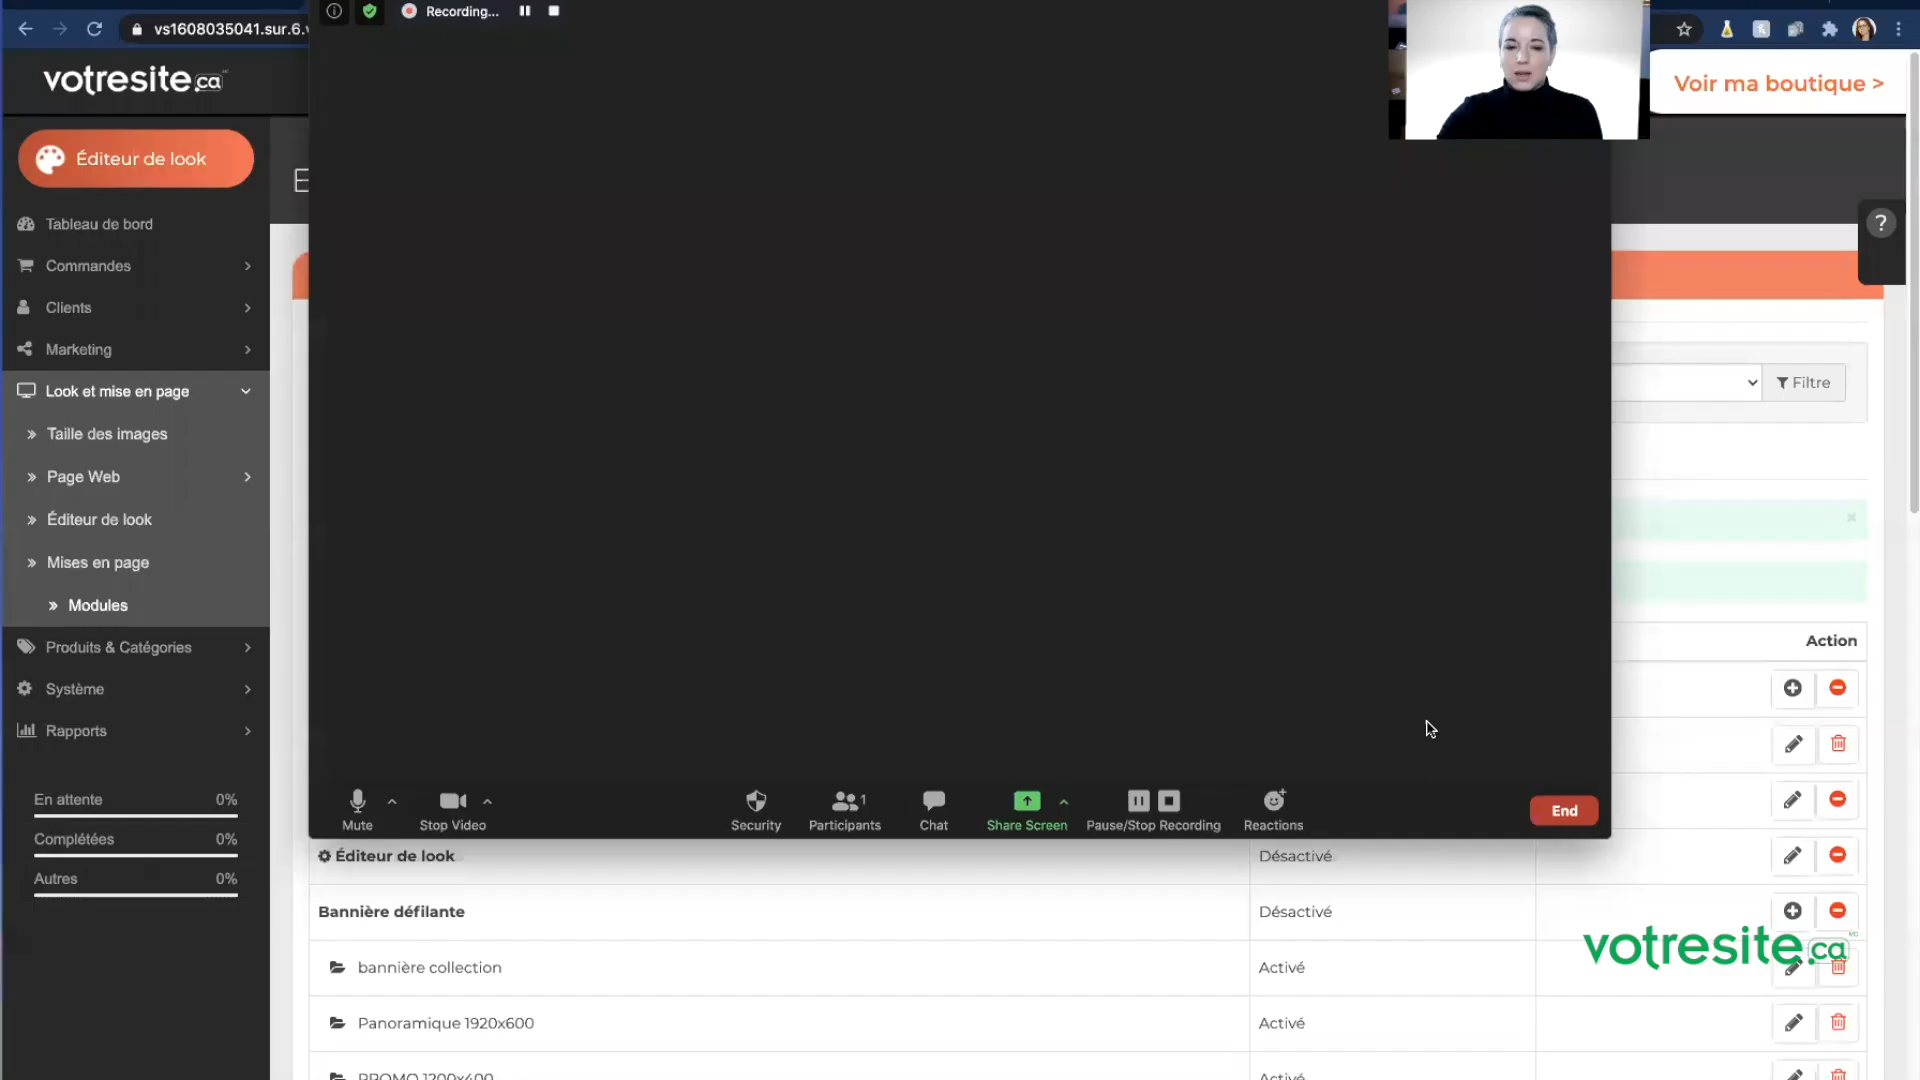 Recording...
vs1608035041.sur.6.
votresite.ca
Voir ma boutique >
Éditeur de look
Tableau de bord
Commandes
Clients
Marketing
Look et mise en page
Taille des images
Page Web
Éditeur de look
Mises en page
Modules
Produits & Catégories
Système
Rapports
En attente 0%
Complétées 0%
Autres 0%
?
Filtre
Action
Mute
Stop Video
Security
Participants 1
Chat
Share Screen
Pause/Stop Recording
Reactions
End
Éditeur de look Désactivé
Bannière défilante Désactivé
votresite.ca
bannière collection Activé
Panoramique 1920x600 Activé
PROMO 1200x400 Activé